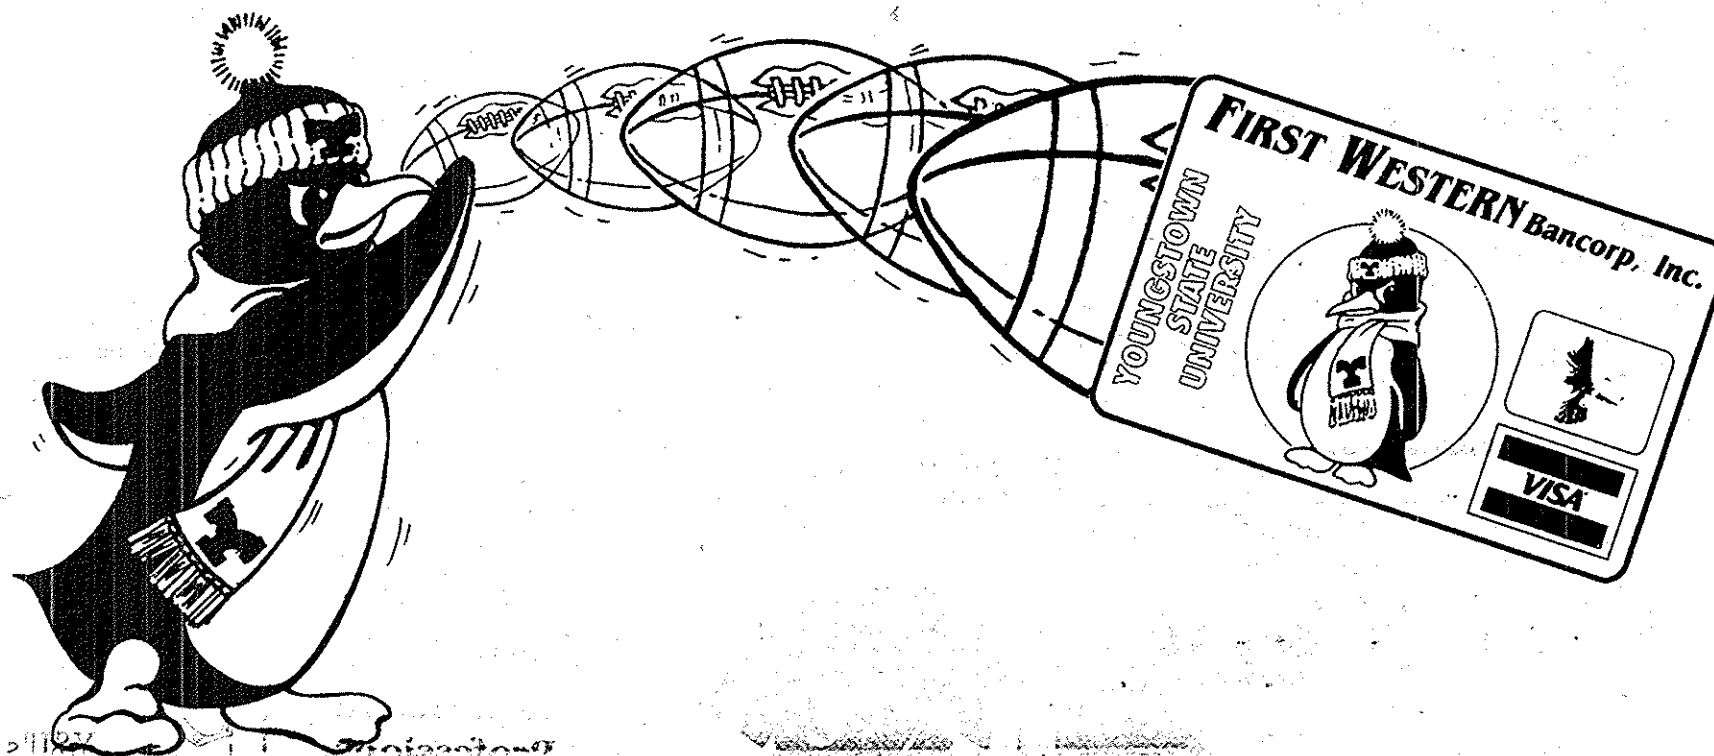 FIRST WESTERN Bancorp, Inc.
YOUNGSTOWN
STATE
UNIVERSITY
Y
Y
Y
Y
VISA